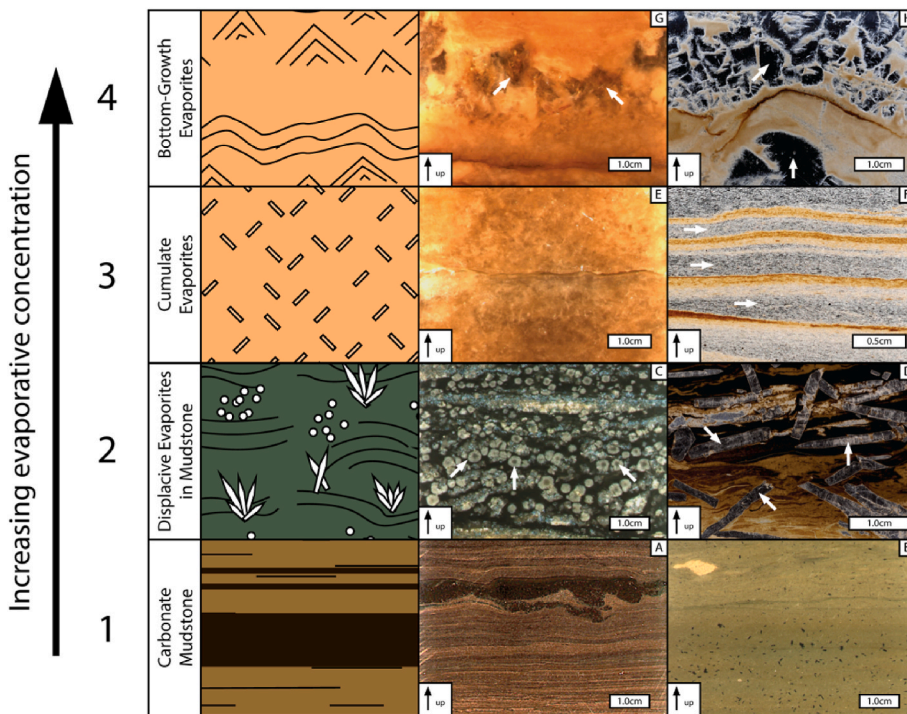 Increasing evaporative concentration
4
Bottom-Growth
Evaporites
G
up
1.0cm
H
up
1.0cm
3
Cumulate
Evaporites
E
up
1.0cm
F
up
0.5cm
2
Displacive Evaporites
in Mudstone
C
up
1.0cm
D
up
1.0cm
1
Carbonate
Mudstone
A
up
1.0cm
B
up
1.0cm